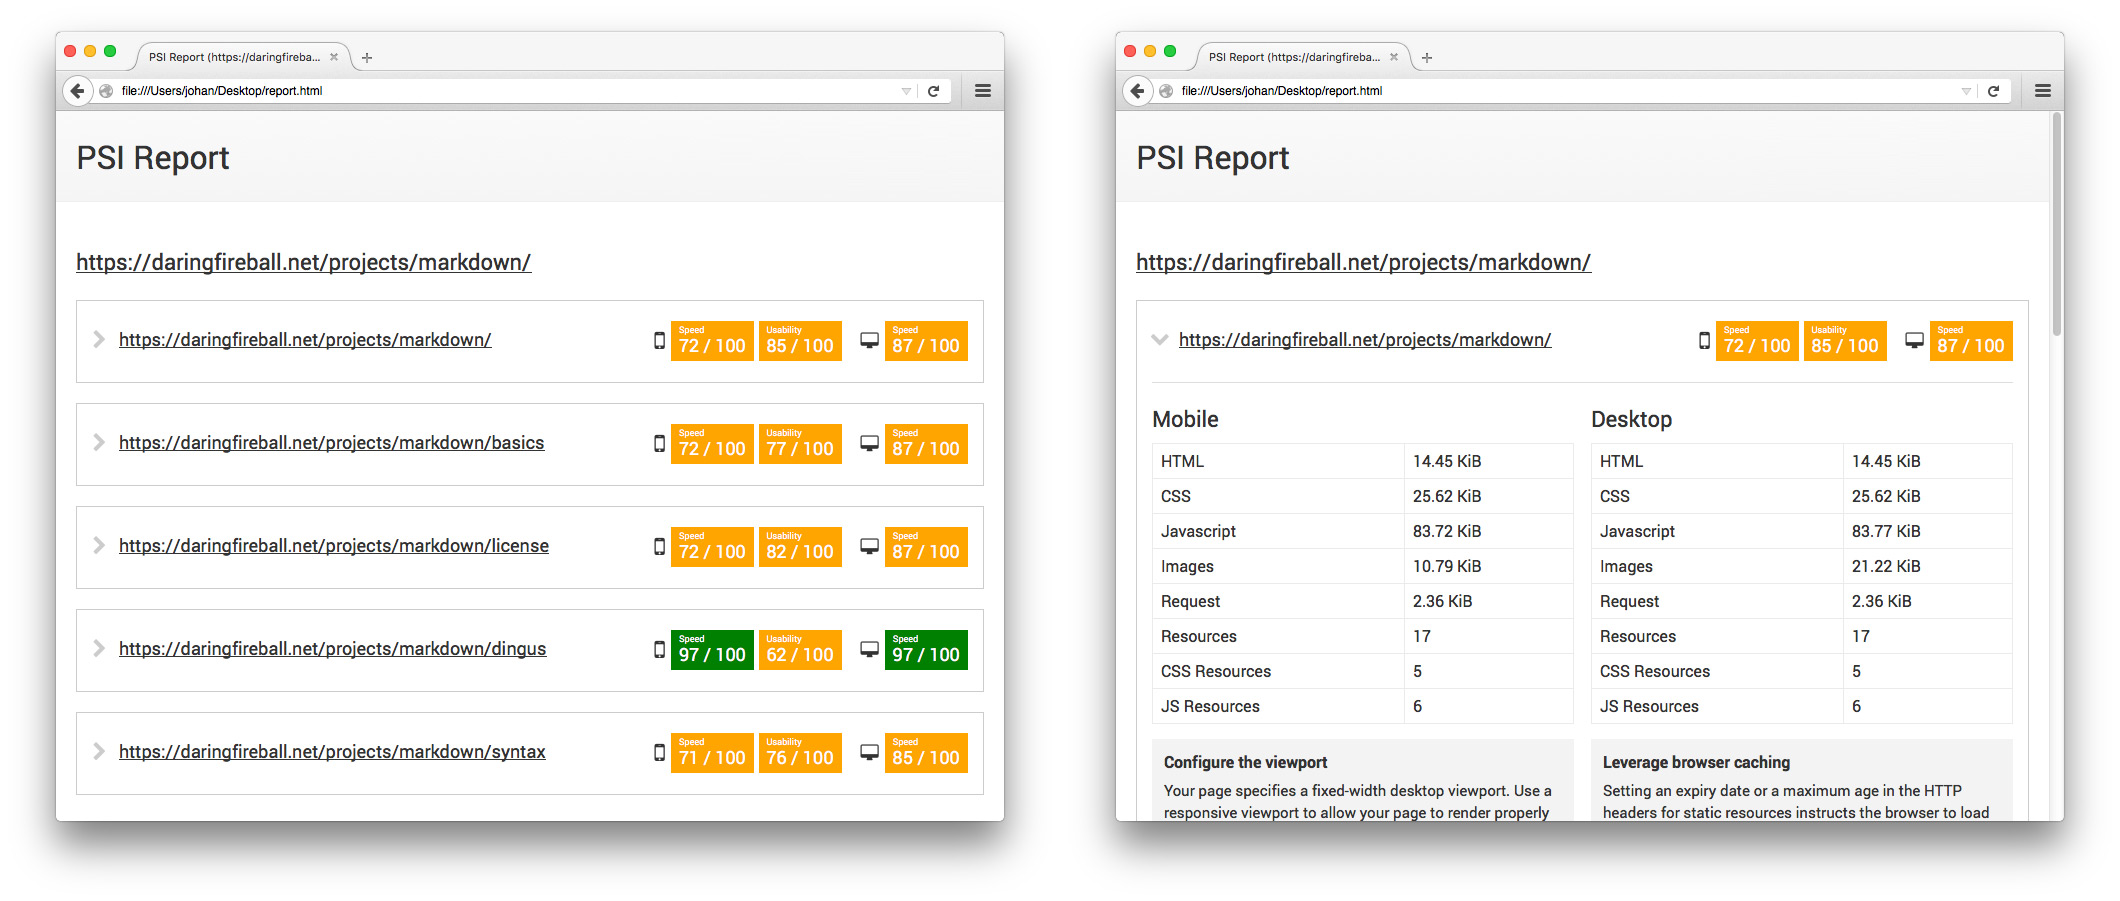 PSI Report (https://daringfireba...
file:///Users/johan/Desktop/report.html
PSI Report
https://daringfireball.net/projects/markdown/
https://daringfireball.net/projects/markdown/ Speed 72 / 100 Usability 85 / 100 Speed 87 / 100
https://daringfireball.net/projects/markdown/basics Speed 72 / 100 Usability 77 / 100 Speed 87 / 100
https://daringfireball.net/projects/markdown/license Speed 72 / 100 Usability 82 / 100 Speed 87 / 100
https://daringfireball.net/projects/markdown/dingus Speed 97 / 100 Usability 62 / 100 Speed 97 / 100
https://daringfireball.net/projects/markdown/syntax Speed 71 / 100 Usability 76 / 100 Speed 85 / 100
PSI Report (https://daringfireba...
file:///Users/johan/Desktop/report.html
PSI Report
https://daringfireball.net/projects/markdown/
https://daringfireball.net/projects/markdown/ Speed 72 / 100 Usability 85 / 100 Speed 87 / 100
Mobile
HTML 14.45 KiB
CSS 25.62 KiB
Javascript 83.72 KiB
Images 10.79 KiB
Request 2.36 KiB
Resources 17
CSS Resources 5
JS Resources 6
Configure the viewport
Your page specifies a fixed-width desktop viewport. Use a
responsive viewport to allow your page to render properly
Desktop
HTML 14.45 KiB
CSS 25.62 KiB
Javascript 83.77 KiB
Images 21.22 KiB
Request 2.36 KiB
Resources 17
CSS Resources 5
JS Resources 6
Leverage browser caching
Setting an expiry date or a maximum age in the HTTP
headers for static resources instructs the browser to load